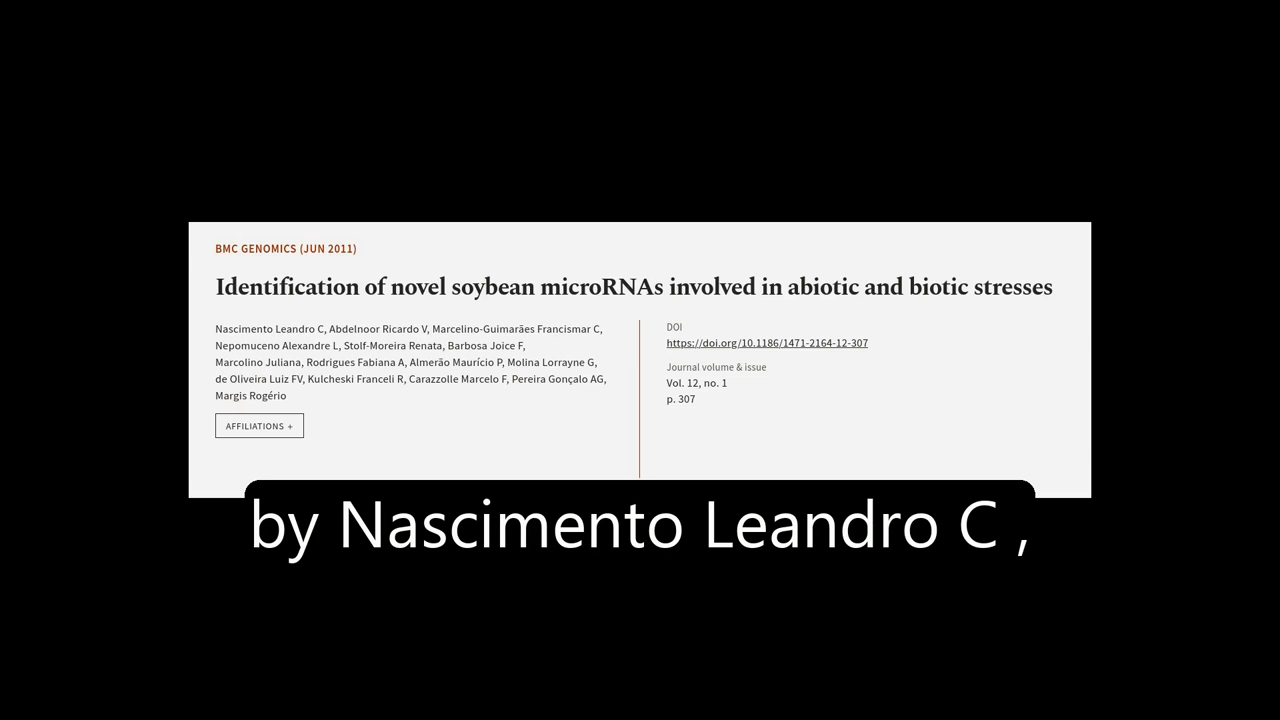 BMC GENOMICS (JUN 2011)
Identification of novel soybean microRNAs involved in abiotic and biotic stresses
Nascimento Leandro C, Abdelnoor Ricardo V, Marcelino-Guimarães Francismar C,
Nepomuceno Alexandre L, Stolf-Moreira Renata, Barbosa Joice F,
Marcolino Juliana, Rodrigues Fabiana A, Almerão Maurício P, Molina Lorrayne G,
de Oliveira Luiz FV, Kulcheski Franceli R, Carazzolle Marcelo F, Pereira Gonçalo AG,
Margis Rogério
AFFILIATIONS +
DOI
https://doi.org/10.1186/1471-2164-12-307
Journal volume & issue
Vol. 12, no. 1
p. 307
by Nascimento Leandro C ,